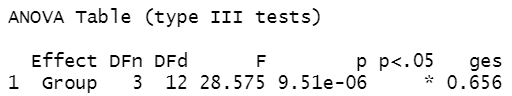 ANOVA Table (type III tests)
Effect DFn DFd F p p<.05 ges
1 Group 3 12 28.575 9.51e-06 * 0.656